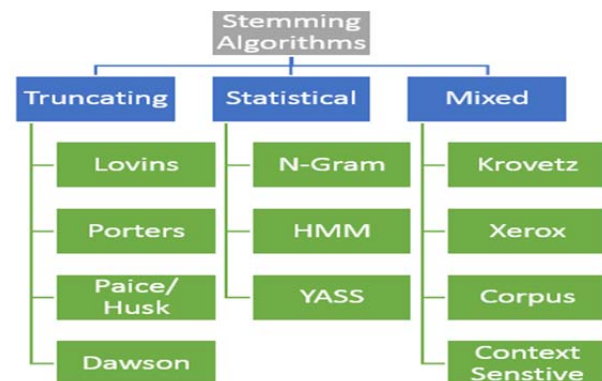 Stemming
Algorithms
Truncating
Statistical
Mixed
Lovins
N-Gram
Krovetz
Porters
HMM
Xerox
Paice/
Husk
YASS
Corpus
Dawson
Context
Senstive